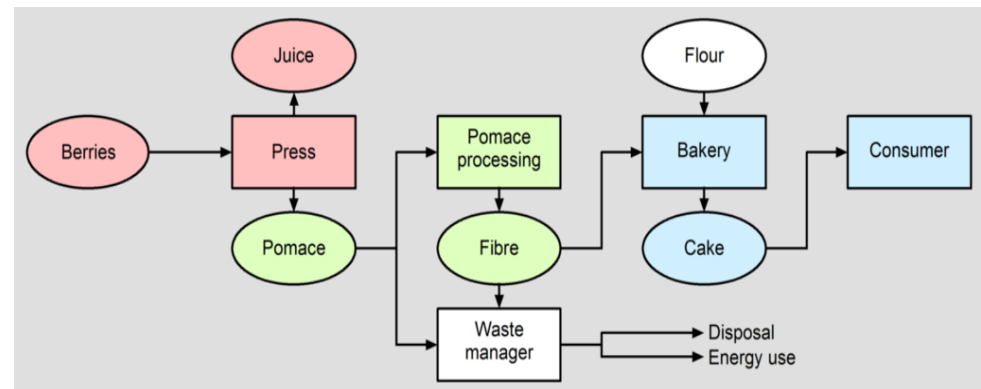 Juice
Flour
Berries
Press
Pomace
processing
Bakery
Consumer
Pomace
Fibre
Cake
Waste
manager
Disposal
Energy use